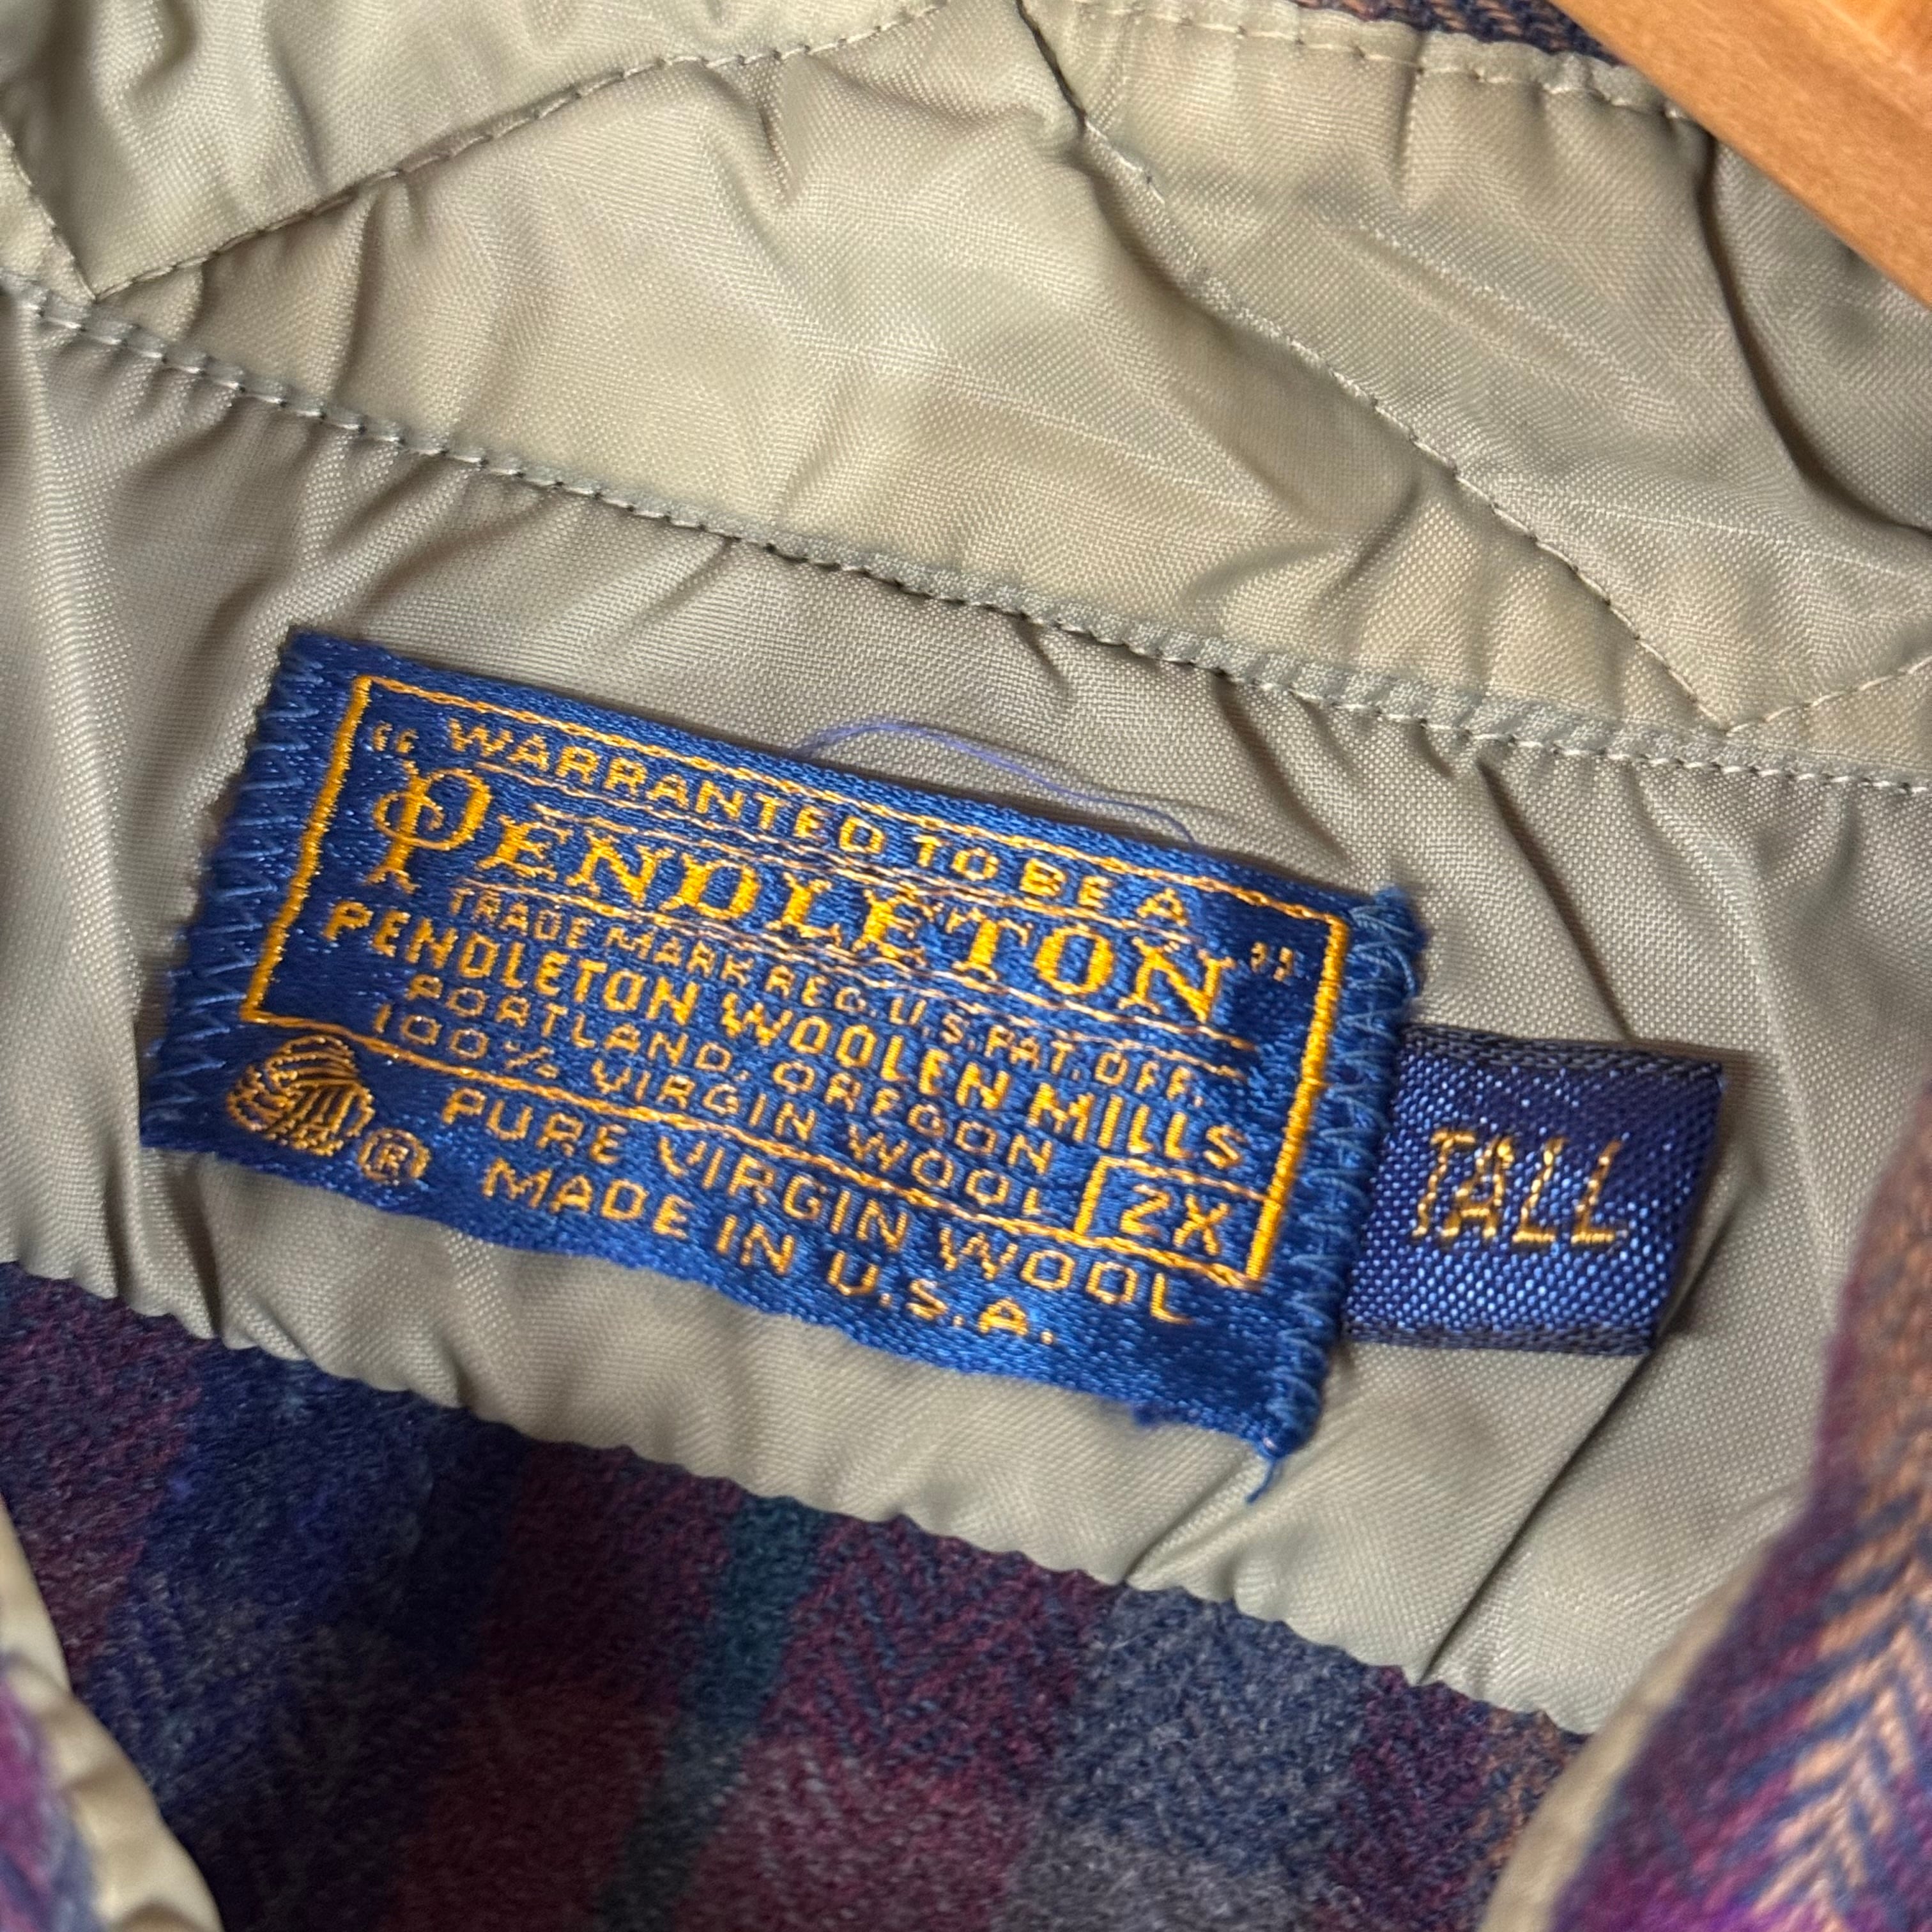 “WARRANTED TO BE A
PENDLETON”
TRADE MARK REG. U.S. PAT. OFF.
PENDLETON WOOLEN MILLS
PORTLAND, OREGON
100% VIRGIN WOOL 2X
® PURE VIRGIN WOOL
MADE IN U.S.A.
TALL